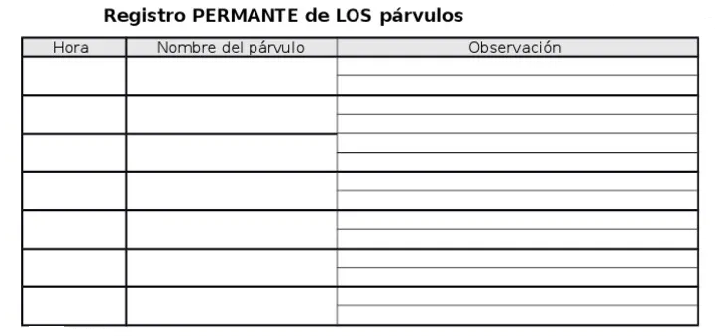 Registro PERMANTE de LOS párvulos
Hora Nombre del párvulo Observación